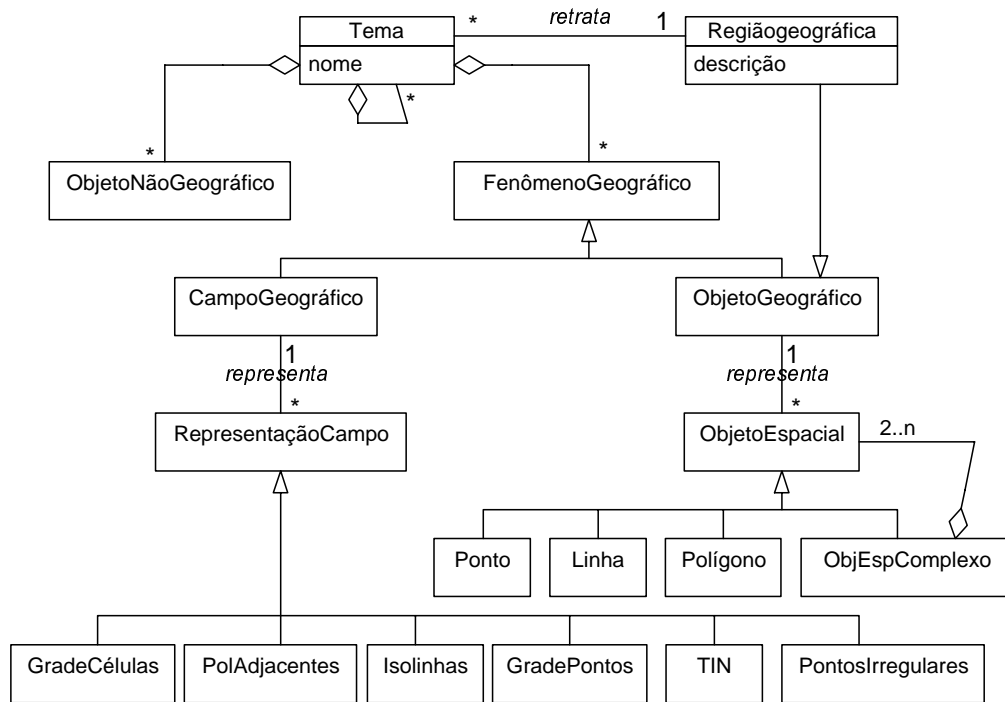 Tema
*
retrata
1
Regiãogeográfica
nome
descrição
*
*
*
ObjetoNãoGeográfico
FenômenoGeográfico
CampoGeográfico
ObjetoGeográfico
1
representa
*
1
representa
*
RepresentaçãoCampo
ObjetoEspacial
2..n
Ponto
Linha
Polígono
ObjEspComplexo
GradeCélulas
PolAdjacentes
Isolinhas
GradePontos
TIN
PontosIrregulares